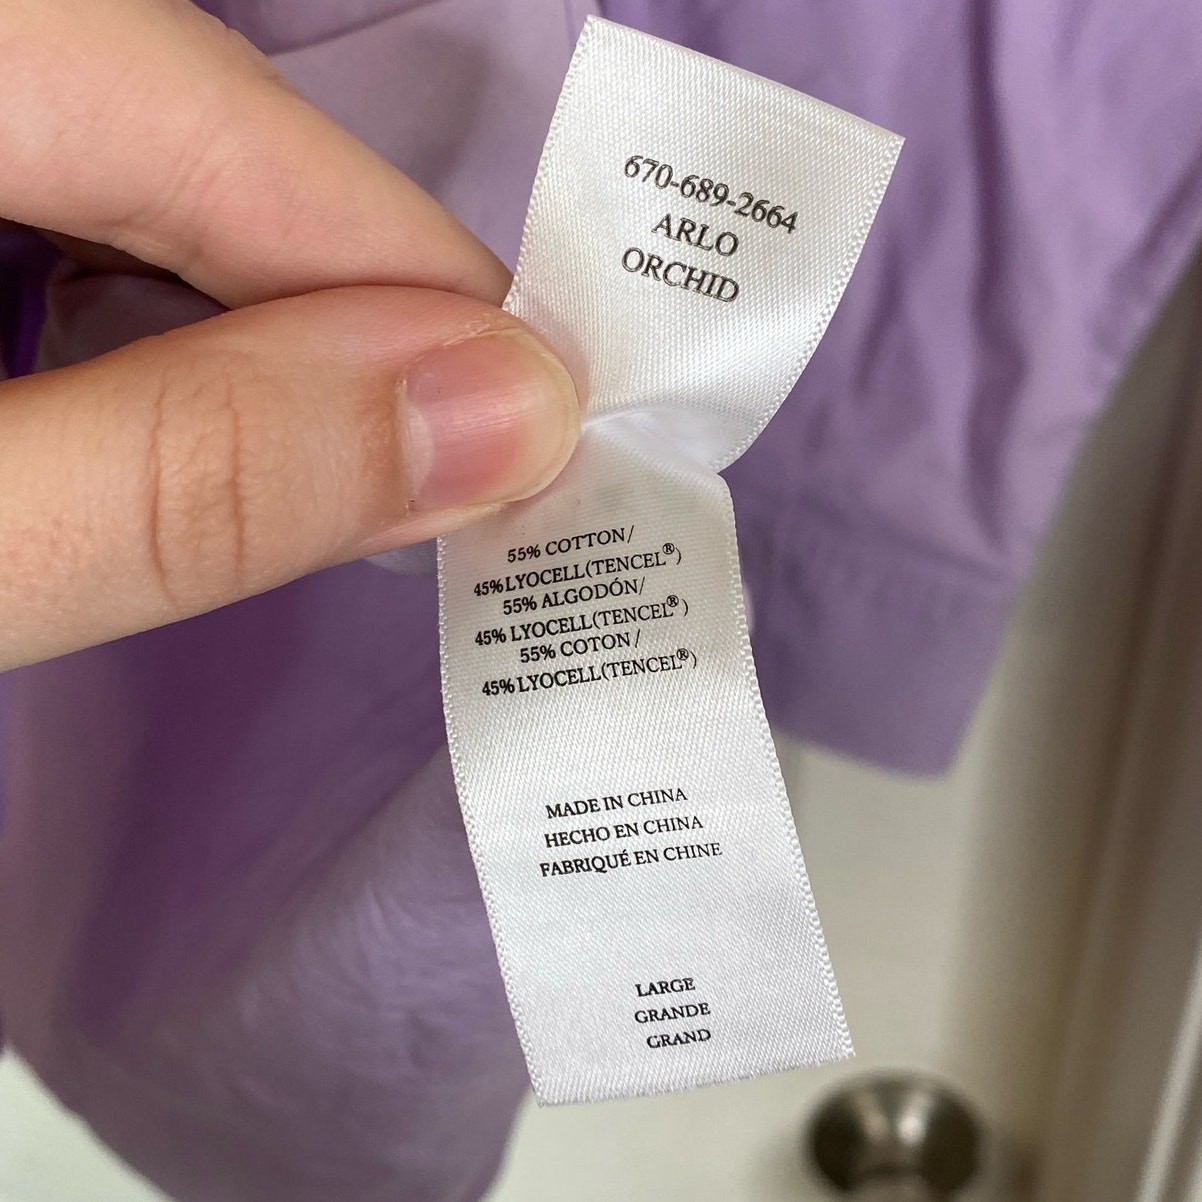 670-689-2664
ARLO
ORCHID
55% COTTON/
45% LYOCELL(TENCEL®)
55% ALGODÓN/
45% LYOCELL(TENCEL®)
55% COTON/
45% LYOCELL(TENCEL®)
MADE IN CHINA
HECHO EN CHINA
FABRIQUÉ EN CHINE
LARGE
GRANDE
GRAND